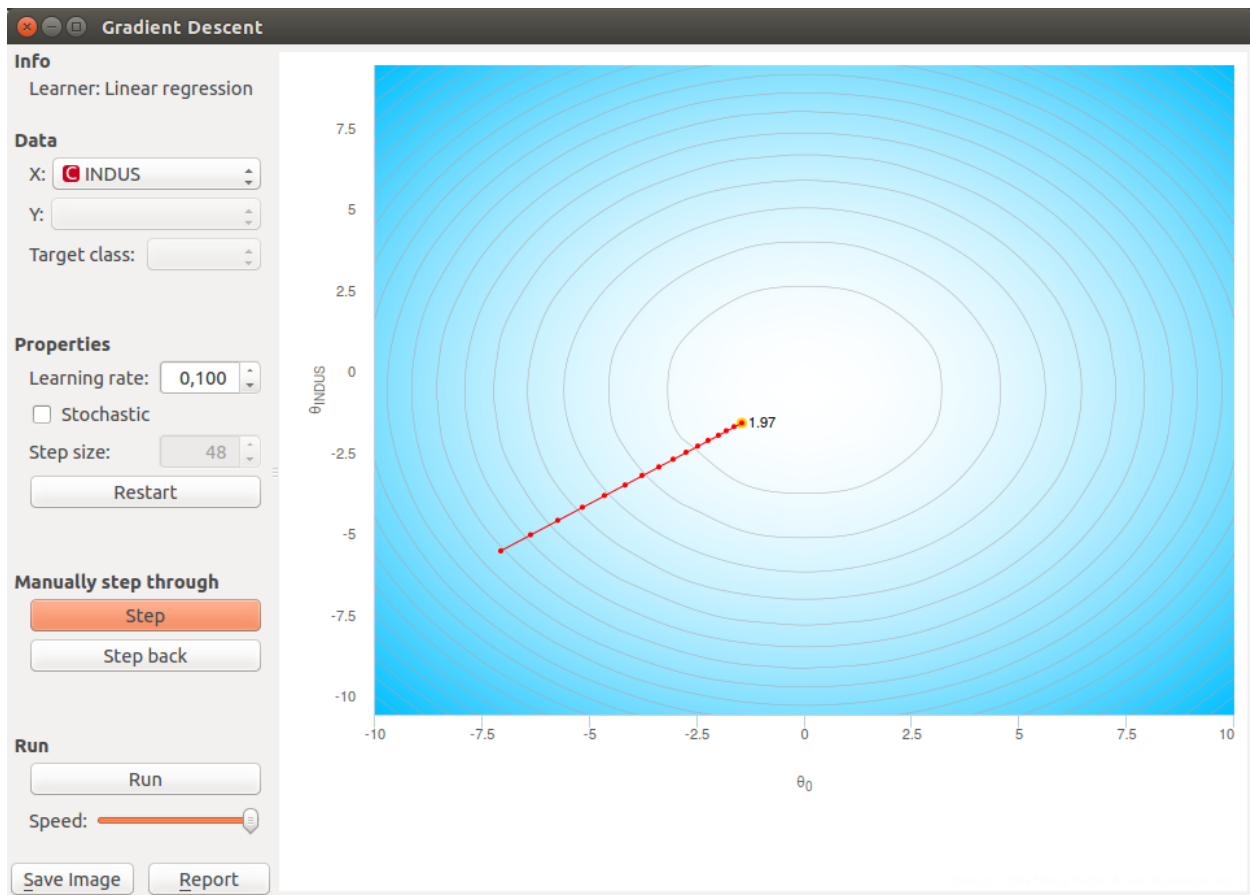 Gradient Descent
Info
Learner: Linear regression
Data
X: C INDUS
Y:
Target class:
Properties
Learning rate: 0,100
Stochastic
Step size: 48
Restart
Manually step through
Step
Step back
Run
Run
Speed:
Save Image Report
7.5
5
2.5
0
-2.5
-5
-7.5
-10
θINDUS
1.97
-10 -7.5 -5 -2.5 0 2.5 5 7.5 10
θ0